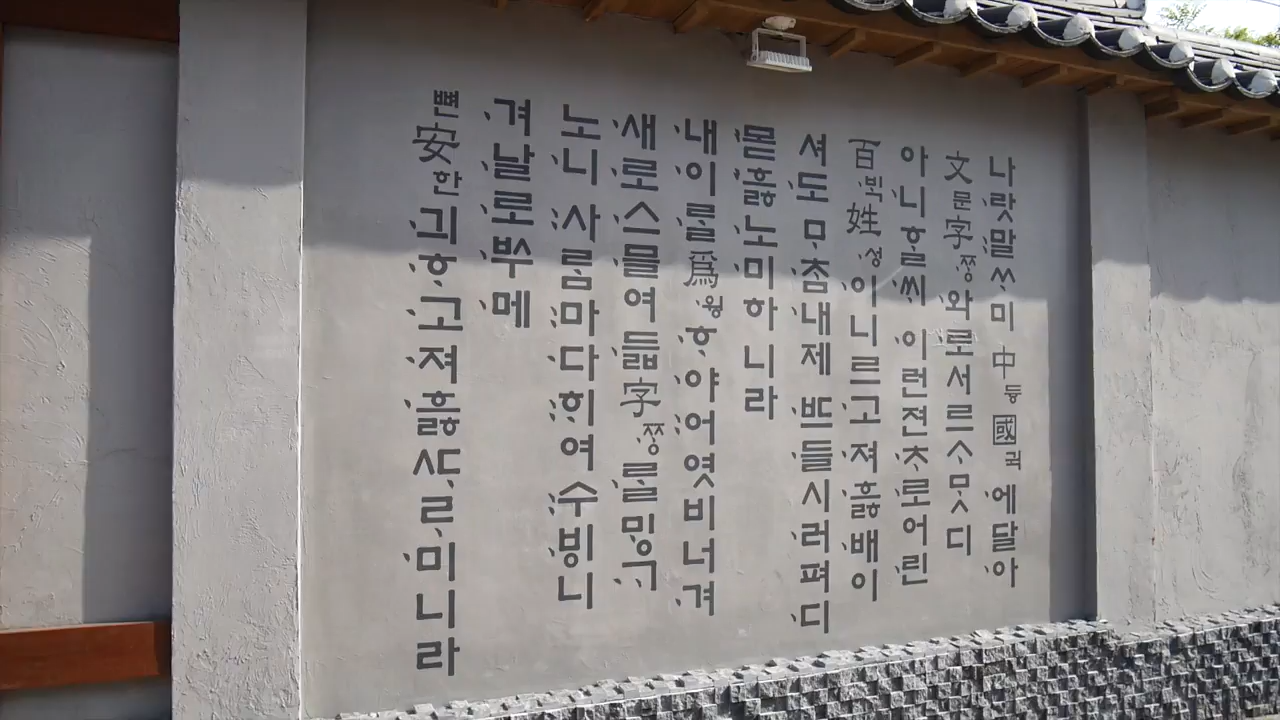 나랏말ᄊᆞ미 中듕國귁에달아
文문字ᄍᆞᆼ와로서르ᄉᆞᄆᆞᆺ디
아니ᄒᆞᆯᄊᆡ이런젼ᄎᆞ로어린
百ᄇᆡᆨ姓셩이니르고져ᄒᆞᇙ배이
셔도ᄆᆞᄎᆞᆷ내제ᄠᅳ들시러펴디
몯ᄒᆞᇙ노미하니라
내이ᄅᆞᆯ爲윙ᄒᆞ야어엿비너겨
새로스믈여듧字ᄍᆞᆼᄅᆞᆯᄆᆡᆼᄀᆞ
노니사ᄅᆞᆷ마다ᄒᆡ여수ᄫᅵ니
겨날로ᄡᅮ메
뼌安한킈ᄒᆞ고져ᄒᆞᇙᄯᆞᄅᆞ미니라